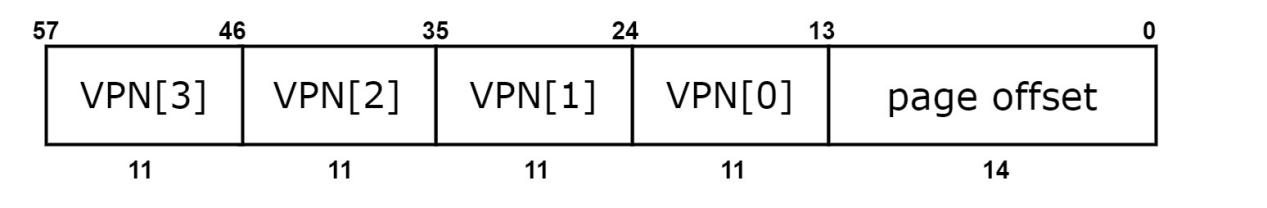 57 46 35 24 13 0
VPN[3] VPN[2] VPN[1] VPN[0] page offset
11 11 11 11 14